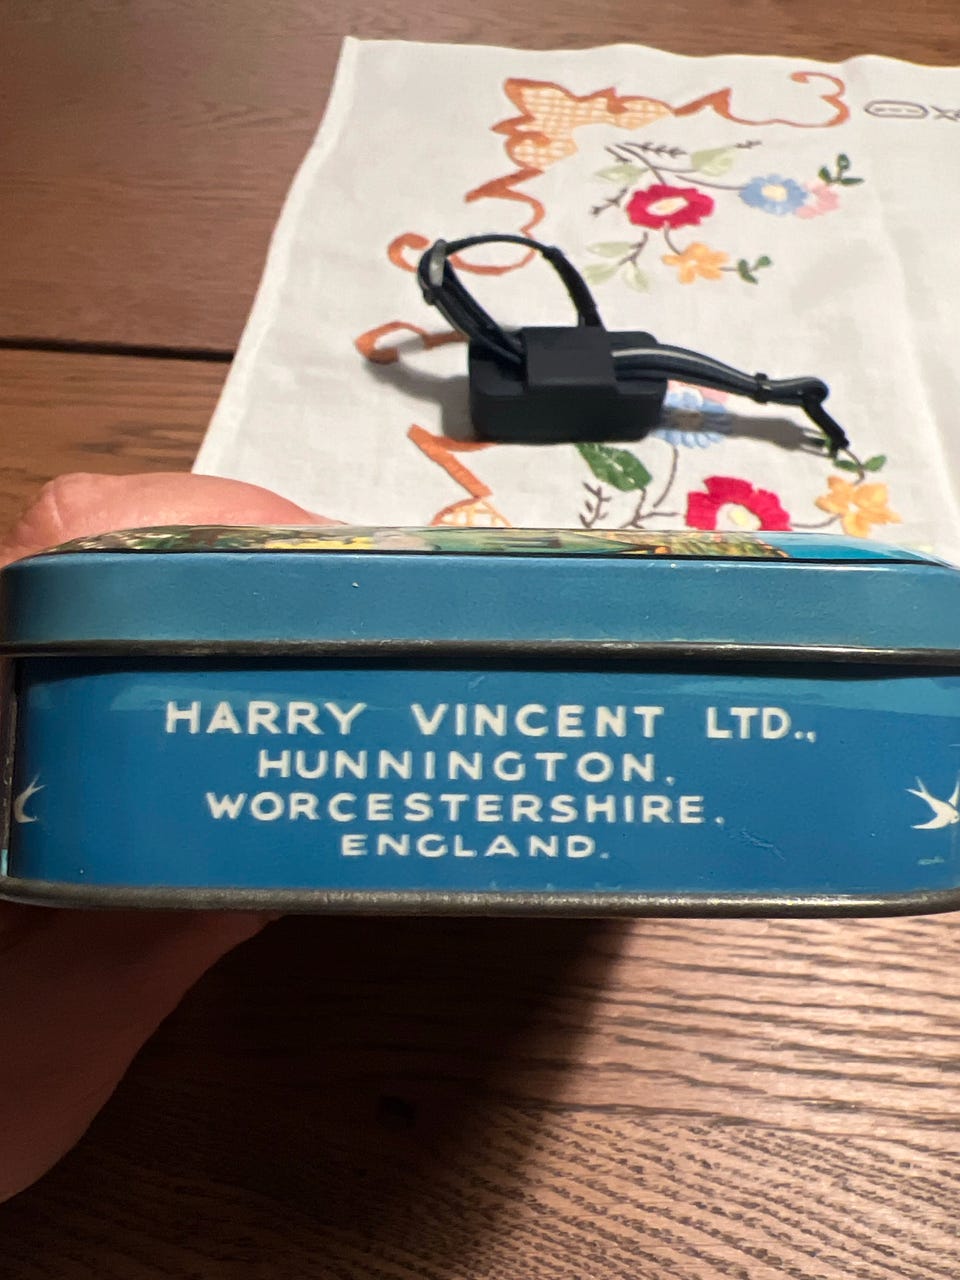 HARRY VINCENT LTD.,
HUNNINGTON,
WORCESTERSHIRE.
ENGLAND.